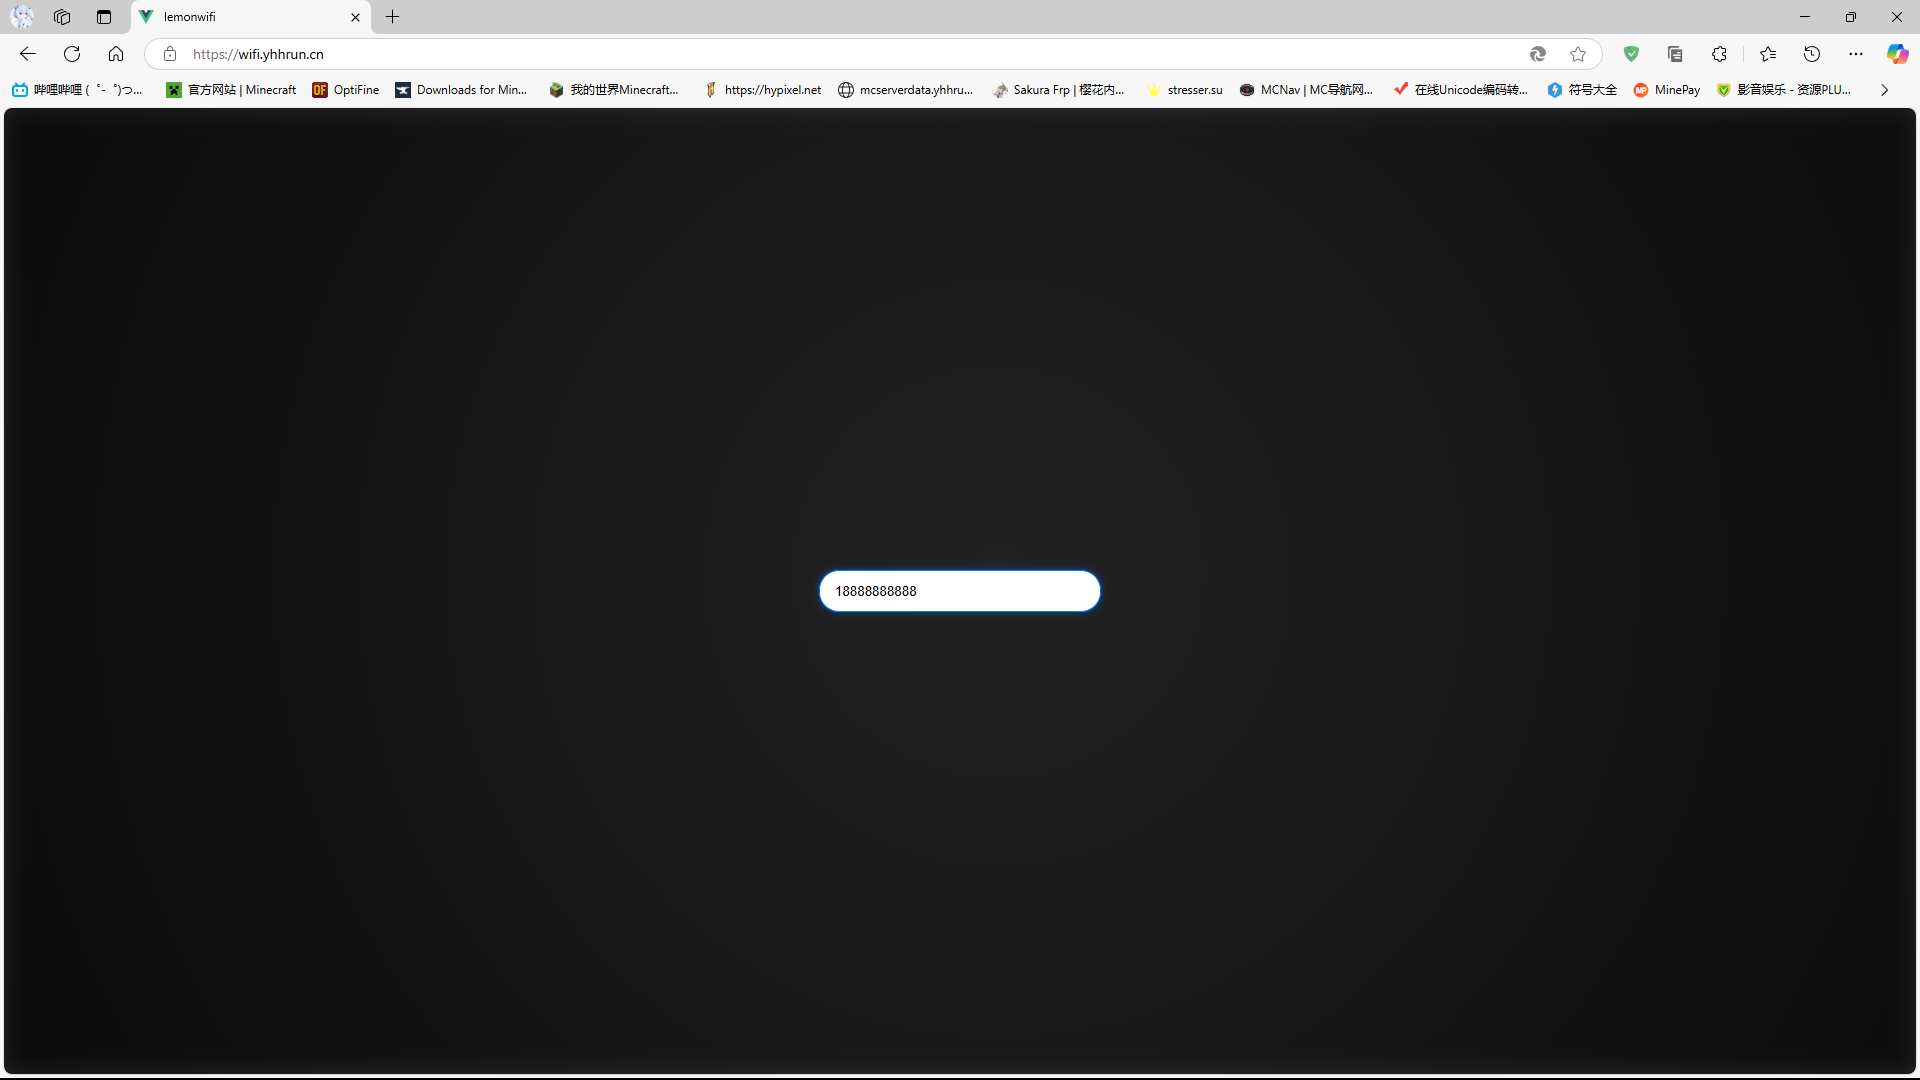 lemonwifi
https://wifi.yhhrun.cn
哔哩哔哩 (゜-゜)つ...
官方网站 | Minecraft
OF OptiFine
Downloads for Min...
我的世界Minecraft...
https://hypixel.net
mcserverdata.yhhru...
Sakura Frp | 樱花内...
stresser.su
MCNav | MC导航网...
在线Unicode编码转...
符号大全
MP MinePay
影音娱乐 - 资源PLU...
18888888888